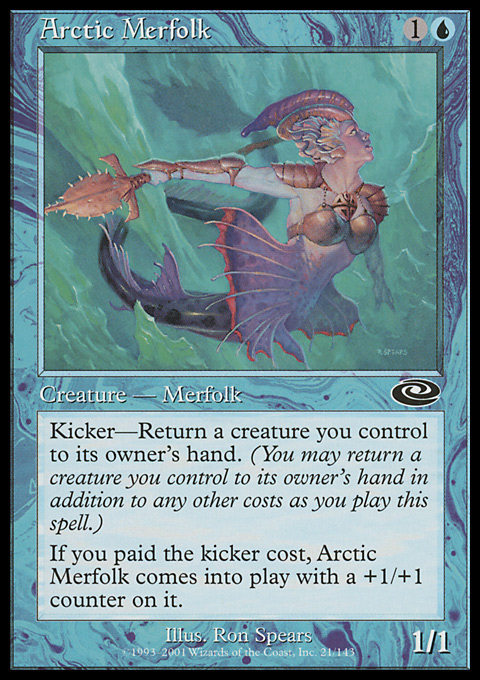 Arctic Merfolk 1
R. SPEARS
Creature — Merfolk
Kicker—Return a creature you control
to its owner's hand. (You may return a
creature you control to its owner's hand in
addition to any other costs as you play this
spell.)
If you paid the kicker cost, Arctic
Merfolk comes into play with a +1/+1
counter on it.
Illus. Ron Spears
©1993-2001 Wizards of the Coast, Inc. 21/143
1/1